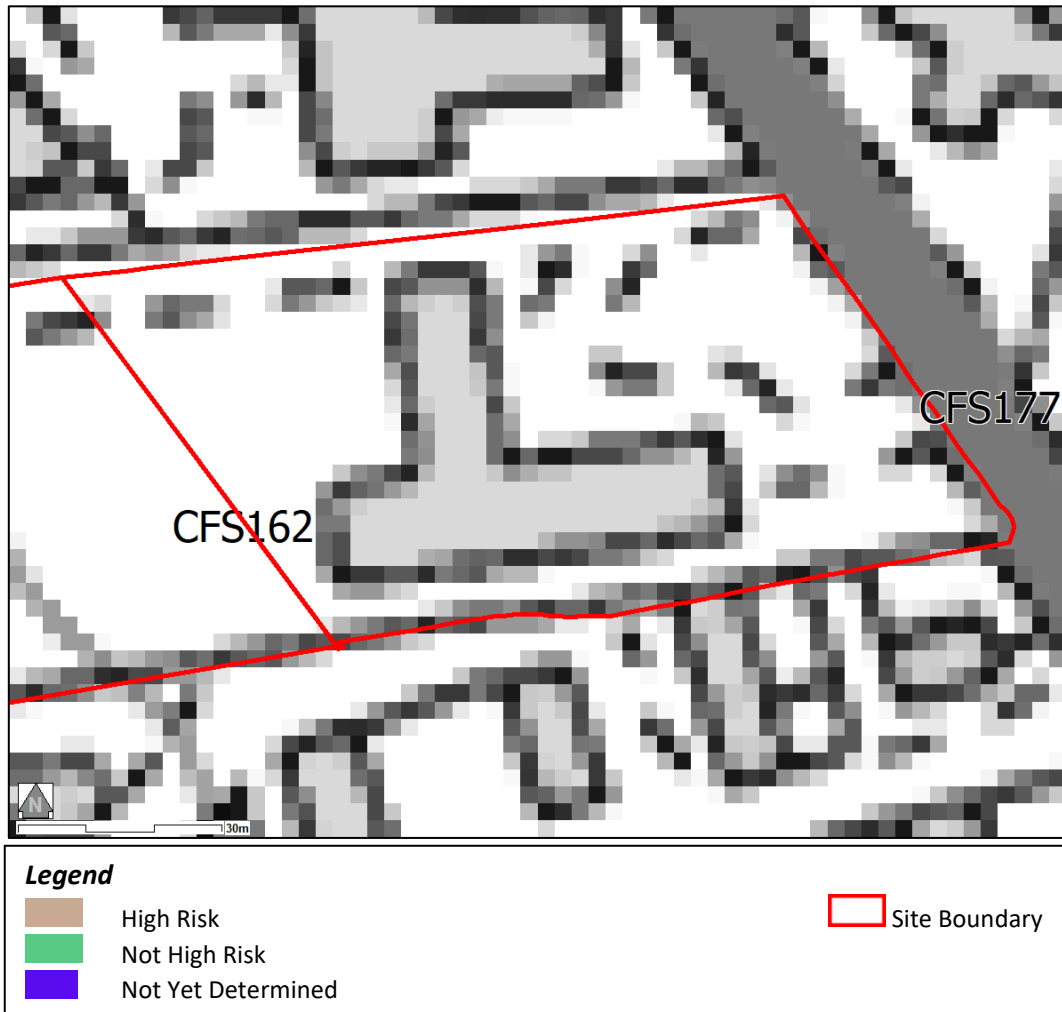 CFS177
CFS162
N
30m
Legend
High Risk
Not High Risk
Not Yet Determined
Site Boundary